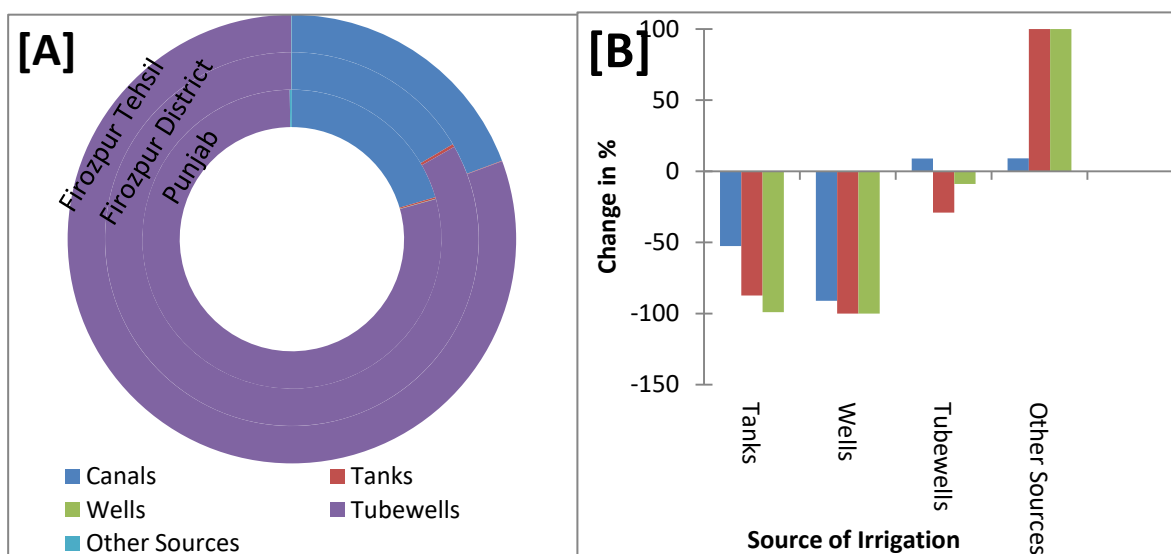 [A]
Firozpur Tehsil
Firozpur District
Punjab
Canals
Tanks
Wells
Tubewells
Other Sources
[B]
100
50
0
-50
-100
-150
Change in %
Tanks
Wells
Tubewells
Other Sources
Source of Irrigation